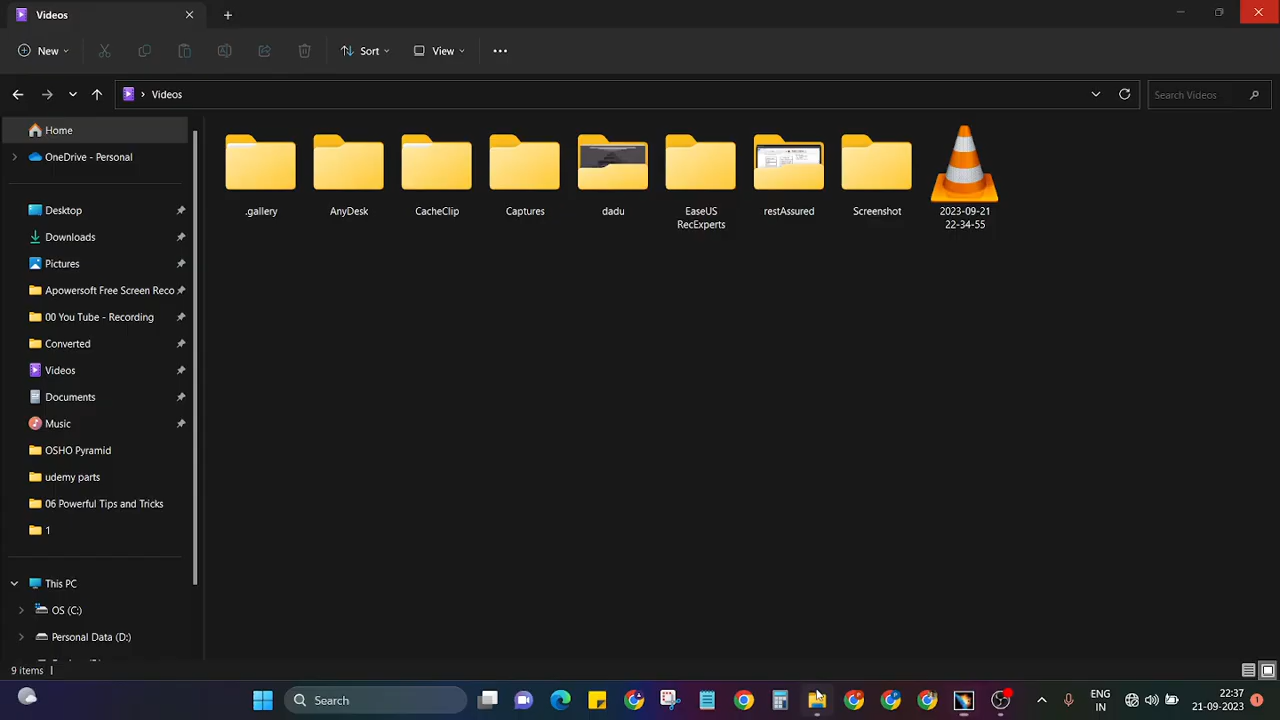 Videos
New
Sort
View
Videos
Search Videos
Home
OneDrive - Personal
Desktop
Downloads
Pictures
Apowersoft Free Screen Reco
00 You Tube - Recording
Converted
Videos
Documents
Music
OSHO Pyramid
udemy parts
06 Powerful Tips and Tricks
1
This PC
OS (C:)
Personal Data (D:)
.gallery
AnyDesk
CacheClip
Captures
dadu
EaseUS
RecExperts
restAssured
Screenshot
2023-09-21
22-34-55
9 items
Search
ENG
IN
22:37
21-09-2023
1